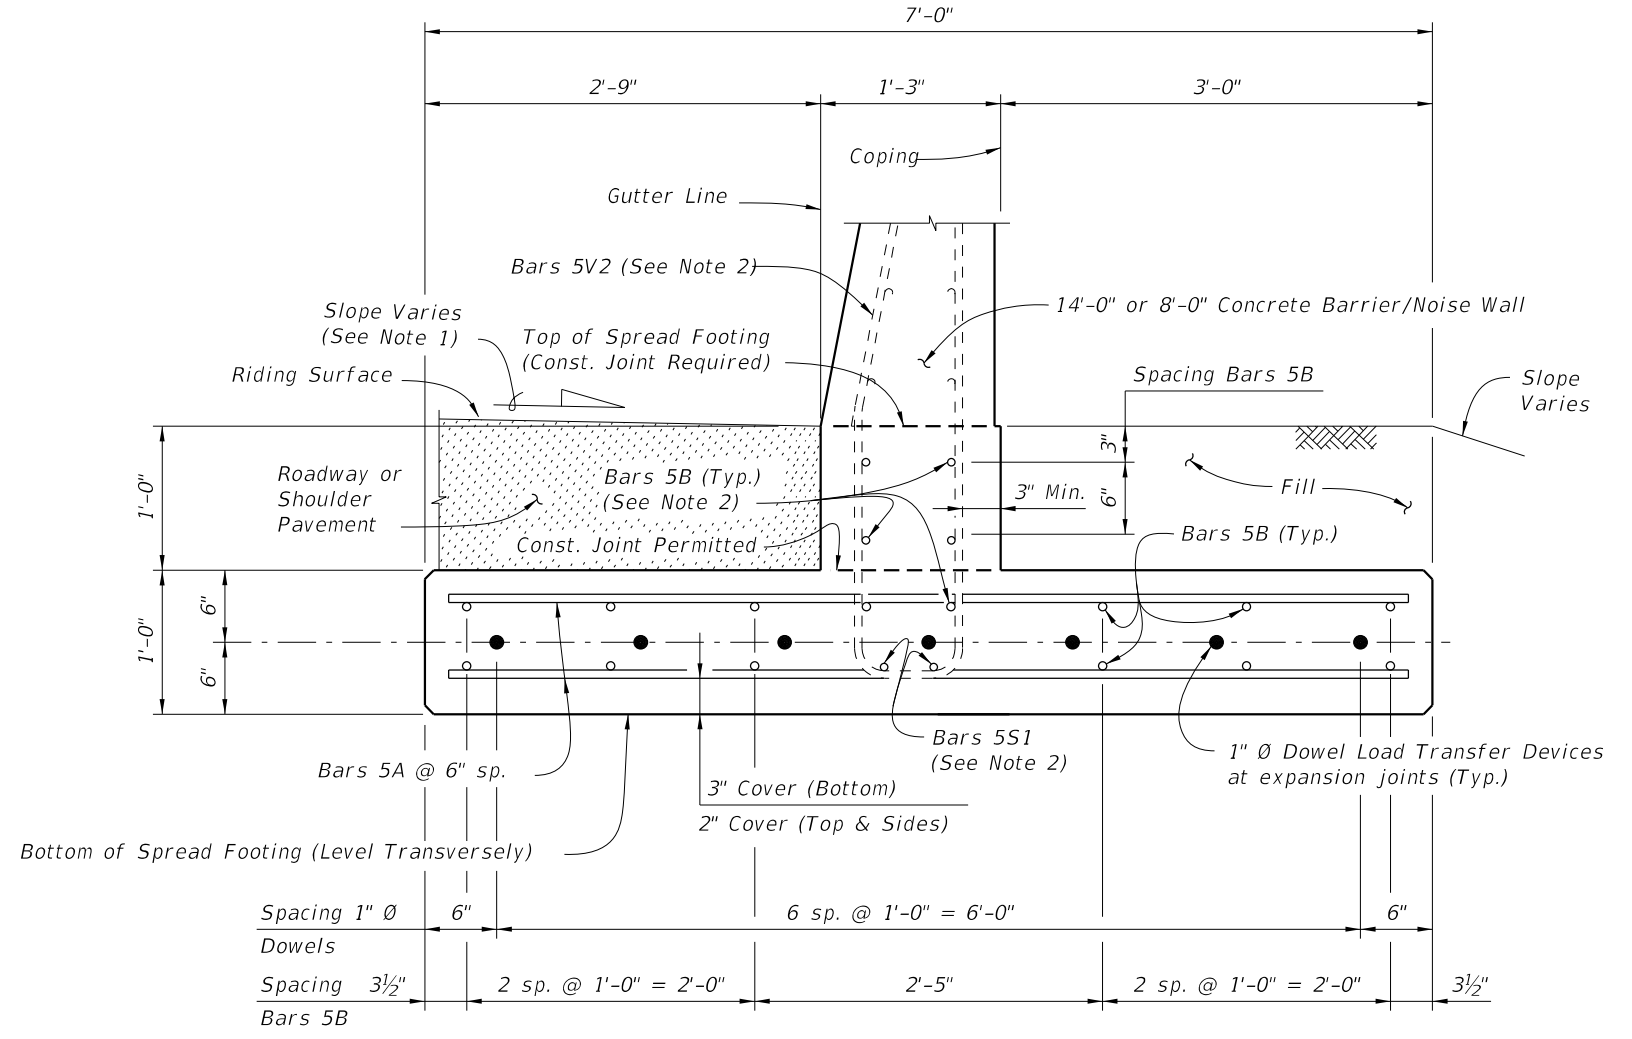 7'-0"
2'-9"
1'-3"
3'-0"
Coping
Gutter Line
Bars 5V2 (See Note 2)
14'-0" or 8'-0" Concrete Barrier/Noise Wall
Slope Varies
(See Note 1)
Top of Spread Footing
(Const. Joint Required)
Riding Surface
Spacing Bars 5B
Slope
Varies
3"
Roadway or
Shoulder
Pavement
Bars 5B (Typ.)
(See Note 2)
1'-0"
3" Min.
6"
Fill
Const. Joint Permitted
Bars 5B (Typ.)
6"
1'-0"
6"
Bars 5S1
(See Note 2)
1" Ø Dowel Load Transfer Devices
at expansion joints (Typ.)
Bars 5A @ 6" sp.
3" Cover (Bottom)
2" Cover (Top & Sides)
Bottom of Spread Footing (Level Transversely)
Spacing 1" Ø
Dowels
6"
6 sp. @ 1'-0" = 6'-0"
6"
Spacing
Bars 5B
3½"
2 sp. @ 1'-0" = 2'-0"
2'-5"
2 sp. @ 1'-0" = 2'-0"
3½"